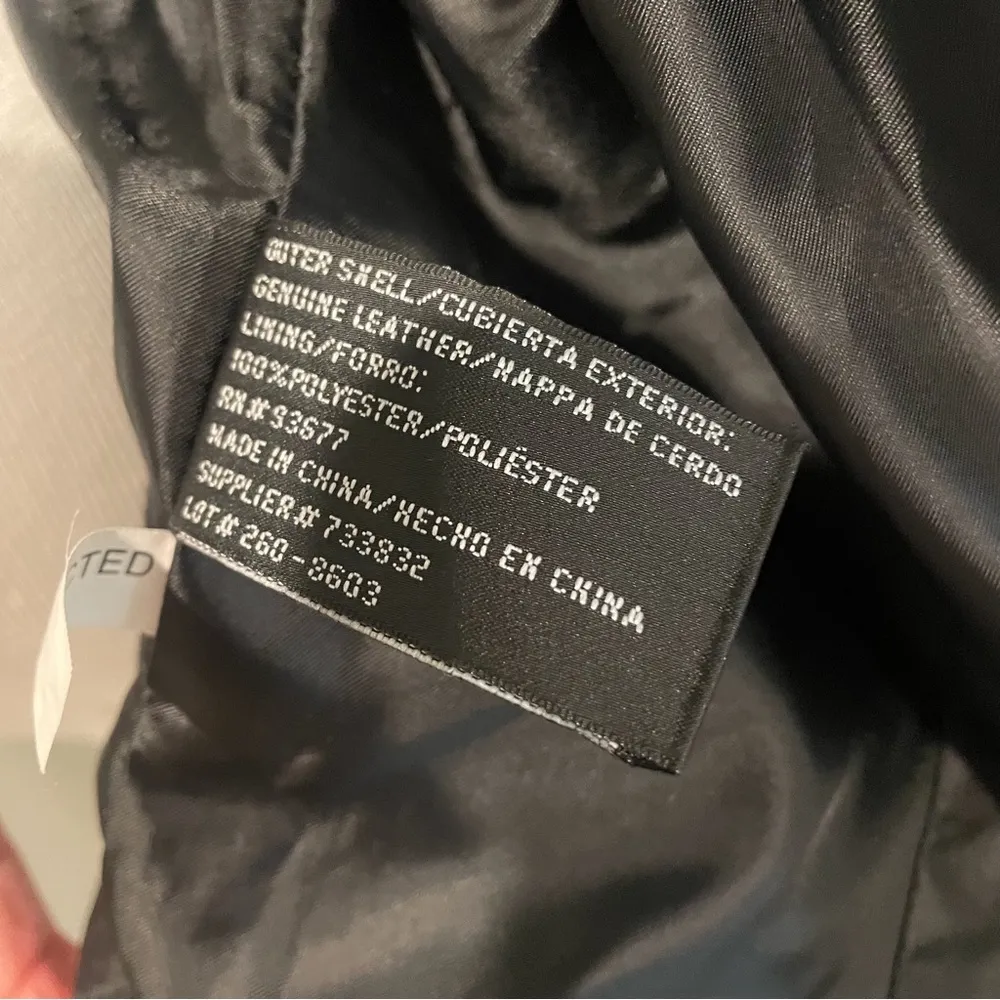 OUTER SHELL/CUBIERTA EXTERIOR:
GENUINE LEATHER/NAPPA DE CERDO
LINING/FORRO:
100%POLYESTER/POLIÉSTER
RN#93677
MADE IN CHINA/HECHO EN CHINA
SUPPLIER# 733832
LOT# 260-8603
CTED